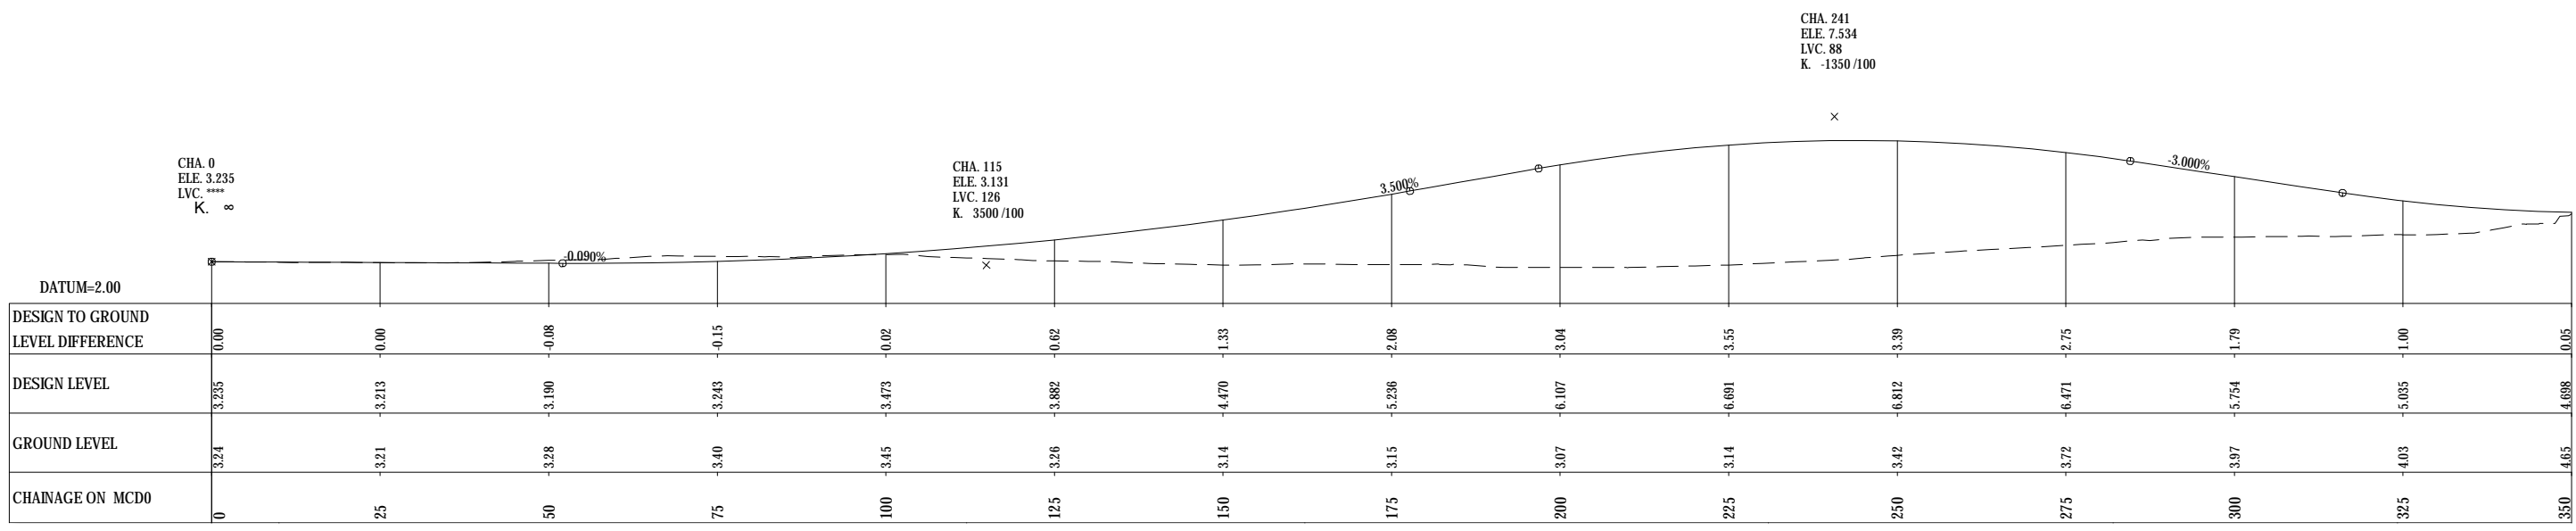 CHA. 241
ELE. 7.534
LVC. 88
K. -1350 /100
CHA. 0
ELE. 3.235
LVC. ****
K. ∞
CHA. 115
ELE. 3.131
LVC. 126
K. 3500 /100
-0.090%
3.500%
-3.000%
DATUM=2.00
DESIGN TO GROUND
LEVEL DIFFERENCE 0.00 0.00 -0.08 -0.15 0.02 0.62 1.33 2.08 3.04 3.55 3.39 2.75 1.79 1.00 0.05
DESIGN LEVEL 3.235 3.213 3.190 3.243 3.473 3.882 4.470 5.236 6.107 6.691 6.812 6.471 5.754 5.035 4.698
GROUND LEVEL 3.24 3.21 3.28 3.40 3.45 3.26 3.14 3.15 3.07 3.14 3.42 3.72 3.97 4.03 4.65
CHAINAGE ON MCD0 0 25 50 75 100 125 150 175 200 225 250 275 300 325 350